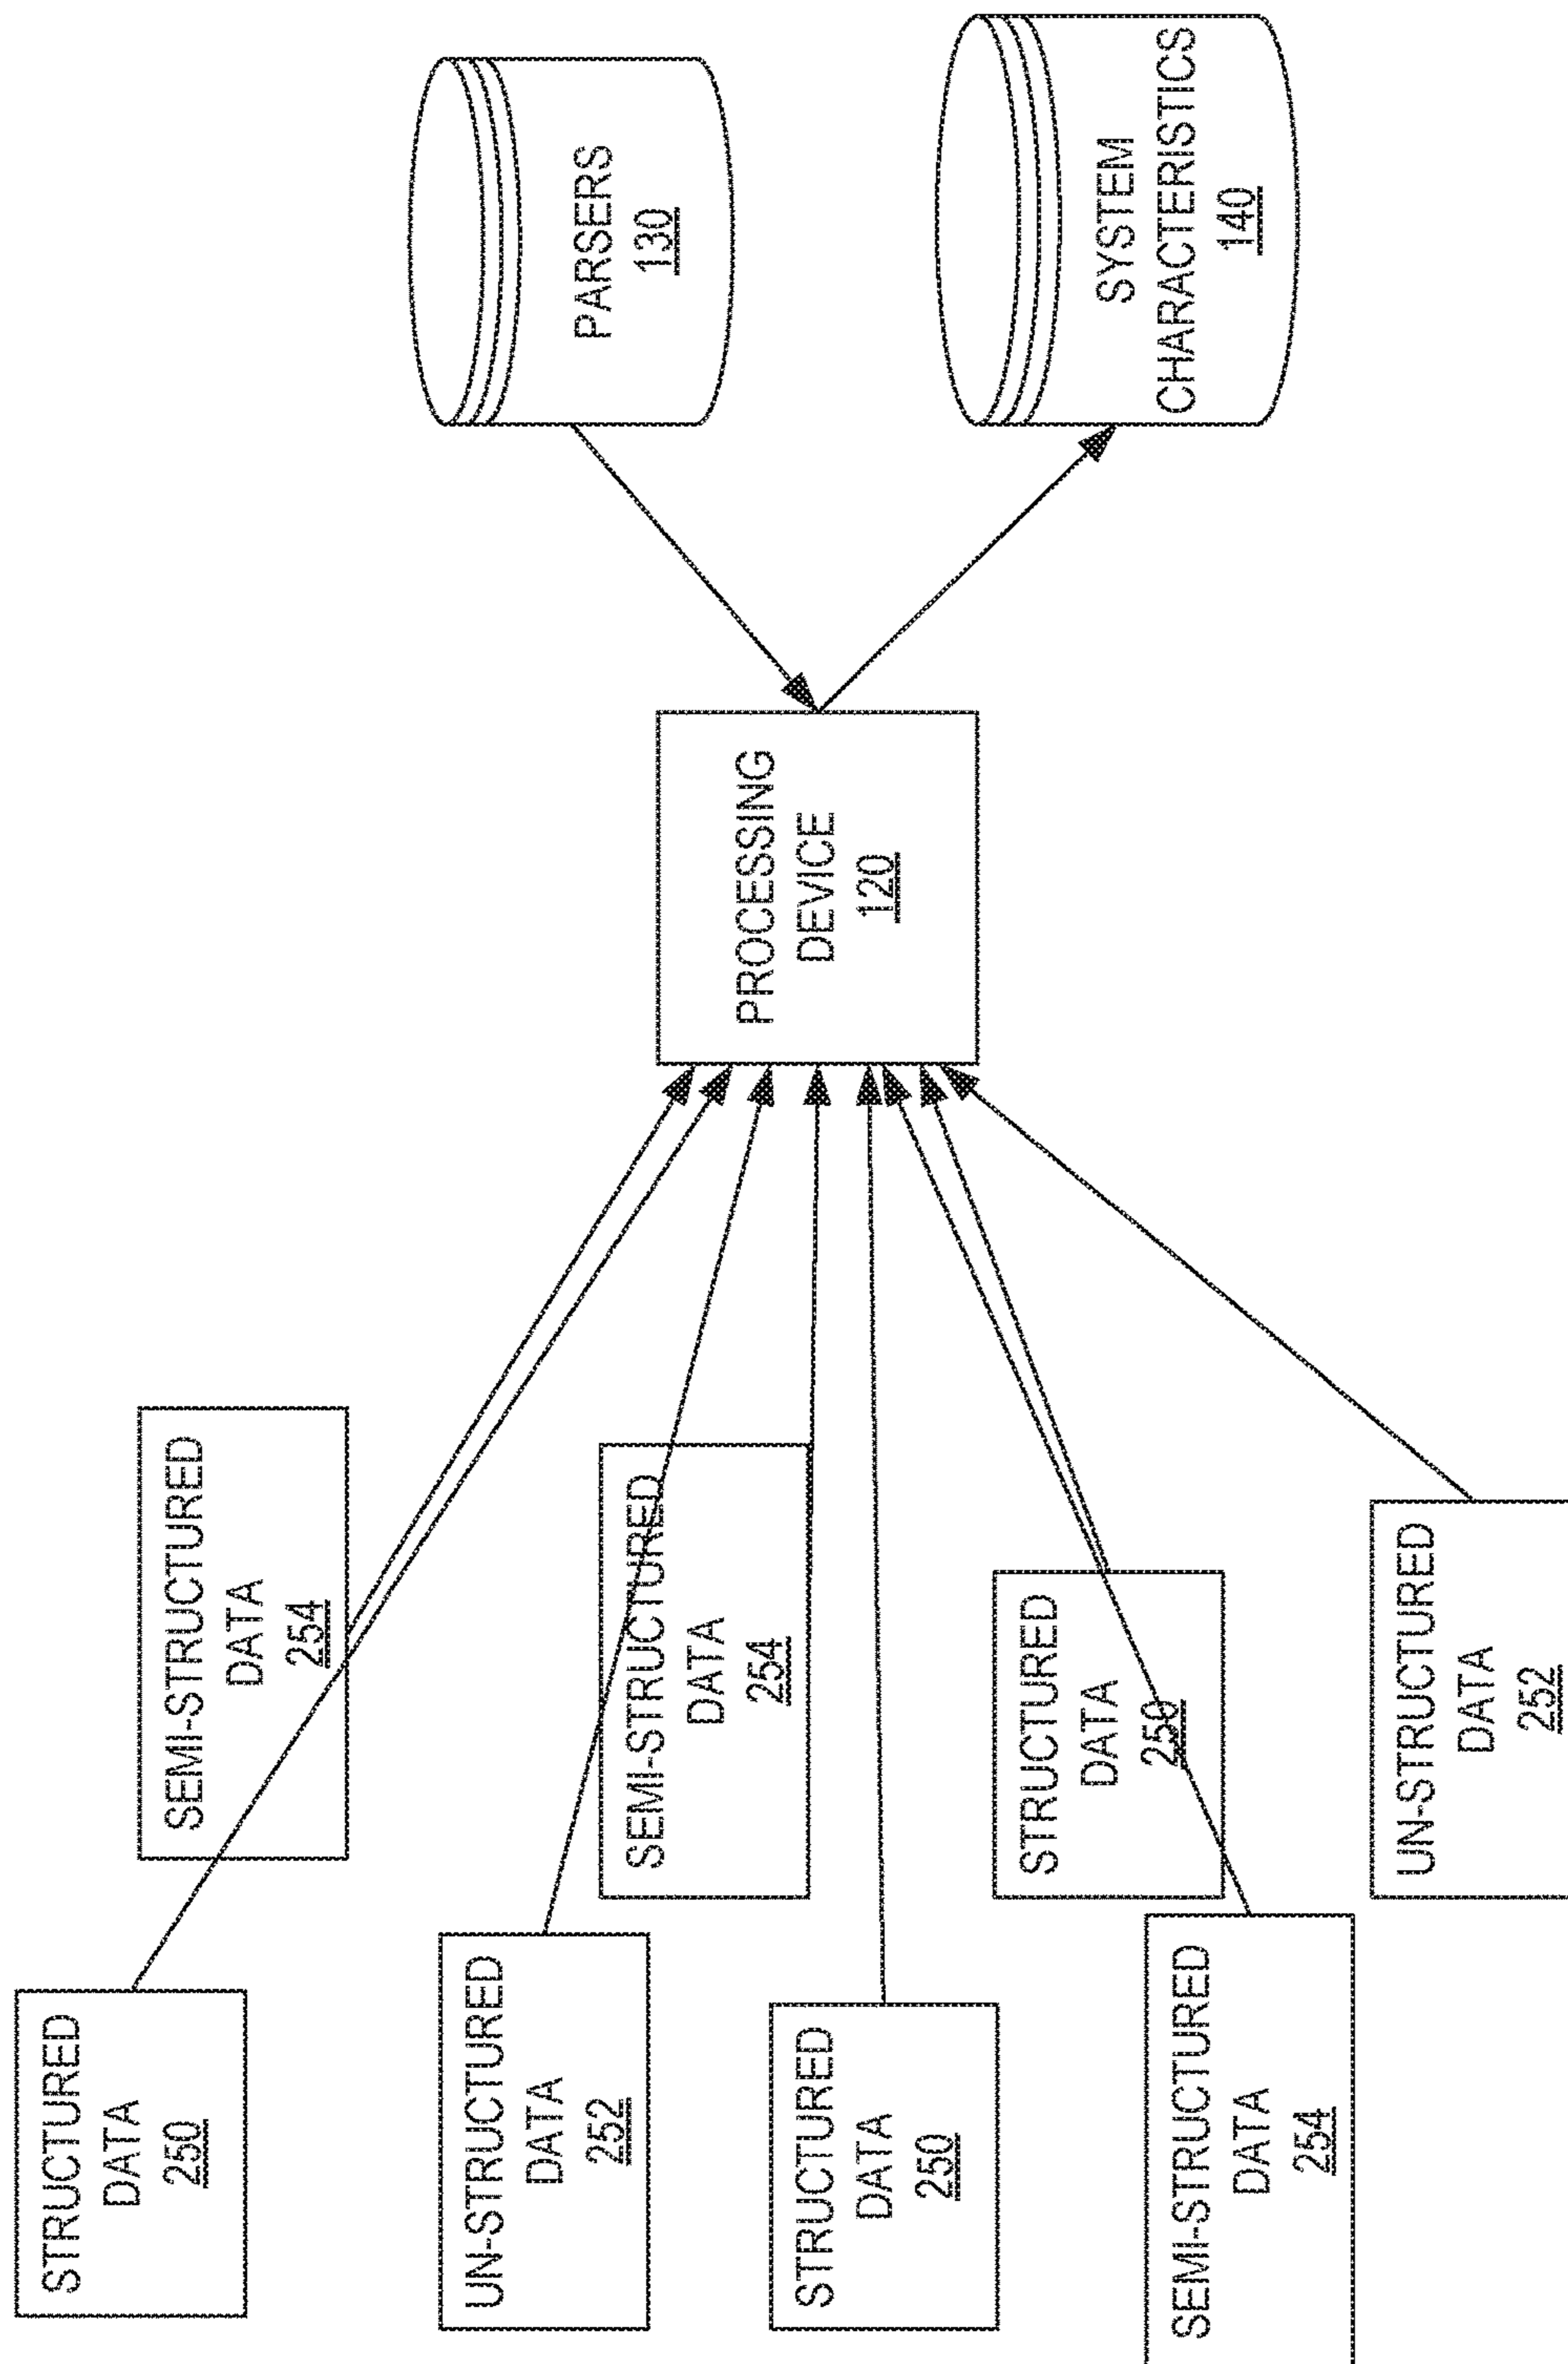 STRUCTURED
DATA
250
SEMI-STRUCTURED
DATA
254
UN-STRUCTURED
DATA
252
SEMI-STRUCTURED
DATA
254
STRUCTURED
DATA
250
STRUCTURED
DATA
250
SEMI-STRUCTURED
DATA
254
UN-STRUCTURED
DATA
252
PROCESSING
DEVICE
120
PARSERS
130
SYSTEM
CHARACTERISTICS
140